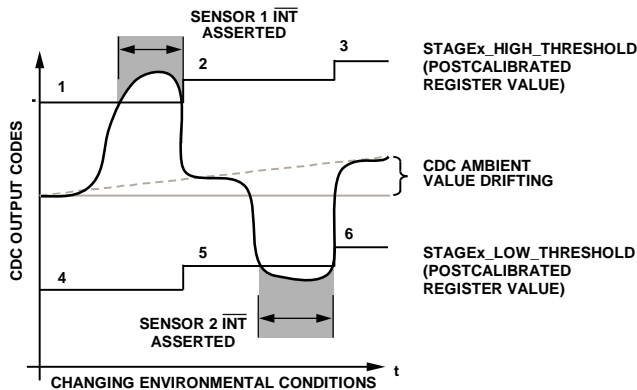 SENSOR 1 INT
ASSERTED
1
2
3
STAGEx_HIGH_THRESHOLD
(POSTCALIBRATED
REGISTER VALUE)
CDC AMBIENT
VALUE DRIFTING
CDC OUTPUT CODES
4
5
6
STAGEx_LOW_THRESHOLD
(POSTCALIBRATED
REGISTER VALUE)
SENSOR 2 INT
ASSERTED
t
CHANGING ENVIRONMENTAL CONDITIONS